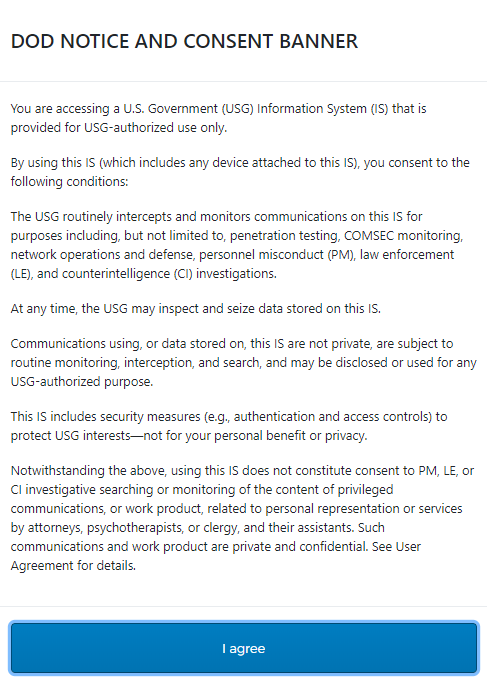 DOD NOTICE AND CONSENT BANNER
You are accessing a U.S. Government (USG) Information System (IS) that is
provided for USG-authorized use only.
By using this IS (which includes any device attached to this IS), you consent to the
following conditions:
The USG routinely intercepts and monitors communications on this IS for
purposes including, but not limited to, penetration testing, COMSEC monitoring,
network operations and defense, personnel misconduct (PM), law enforcement
(LE), and counterintelligence (CI) investigations.
At any time, the USG may inspect and seize data stored on this IS.
Communications using, or data stored on, this IS are not private, are subject to
routine monitoring, interception, and search, and may be disclosed or used for any
USG-authorized purpose.
This IS includes security measures (e.g., authentication and access controls) to
protect USG interests—not for your personal benefit or privacy.
Notwithstanding the above, using this IS does not constitute consent to PM, LE, or
CI investigative searching or monitoring of the content of privileged
communications, or work product, related to personal representation or services
by attorneys, psychotherapists, or clergy, and their assistants. Such
communications and work product are private and confidential. See User
Agreement for details.
I agree